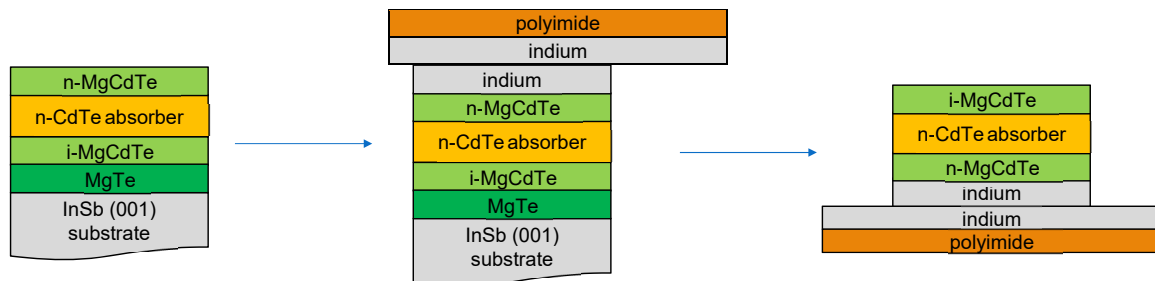 n-MgCdTe
n-CdTe absorber
i-MgCdTe
MgTe
InSb (001)
substrate
polyimide
indium
indium
n-MgCdTe
n-CdTe absorber
i-MgCdTe
MgTe
InSb (001)
substrate
i-MgCdTe
n-CdTe absorber
n-MgCdTe
indium
indium
polyimide